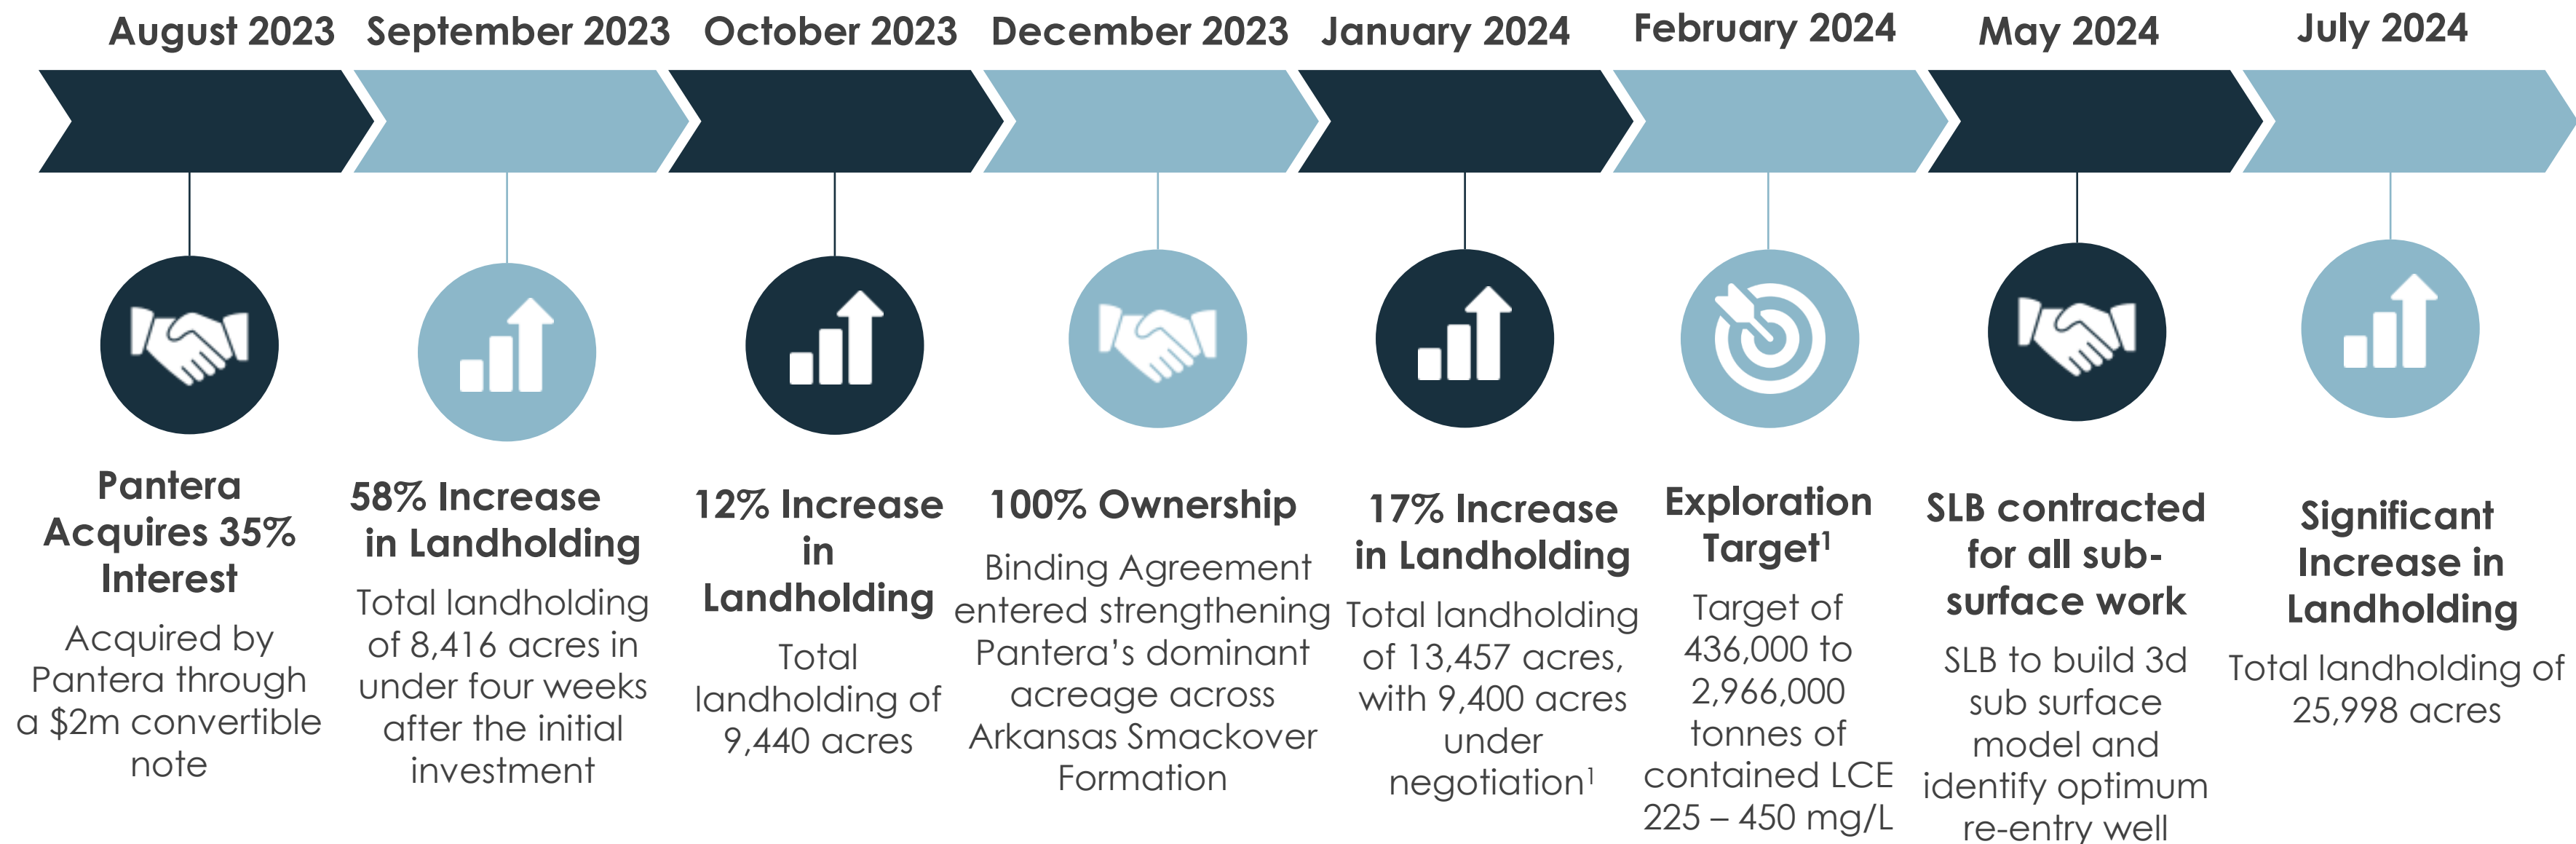 August 2023
September 2023
October 2023
December 2023
January 2024
February 2024
May 2024
July 2024
Pantera
Acquires 35%
Interest
Acquired by
Pantera through
a $2m convertible
note
58% Increase
in Landholding
Total landholding
of 8,416 acres in
under four weeks
after the initial
investment
12% Increase
in
Landholding
Total
landholding of
9,440 acres
100% Ownership
Binding Agreement
entered strengthening
Pantera’s dominant
acreage across
Arkansas Smackover
Formation
17% Increase
in Landholding
Total landholding
of 13,457 acres,
with 9,400 acres
under
negotiation¹
Exploration
Target¹
Target of
436,000 to
2,966,000
tonnes of
contained LCE
225 – 450 mg/L
SLB contracted
for all sub-
surface work
SLB to build 3d
sub surface
model and
identify optimum
re-entry well
Significant
Increase in
Landholding
Total landholding of
25,998 acres